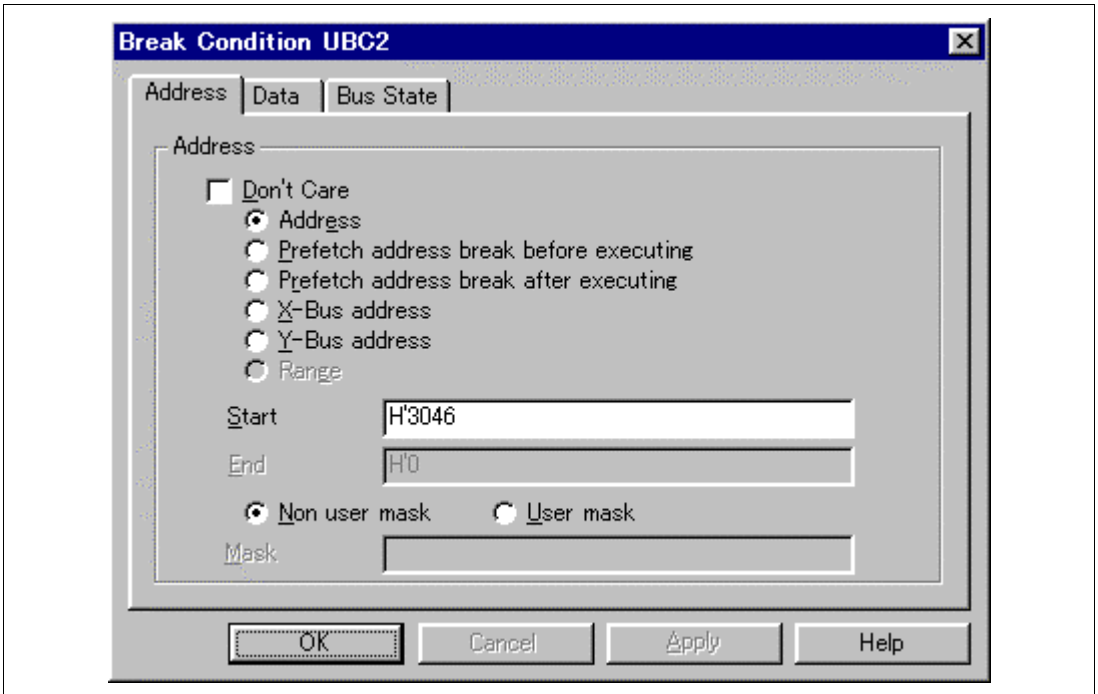 Break Condition UBC2
Address Data Bus State
Address
Don't Care
Address
Prefetch address break before executing
Prefetch address break after executing
X-Bus address
Y-Bus address
Range
Start H'3046
End H'0
Non user mask User mask
Mask
OK Cancel Apply Help